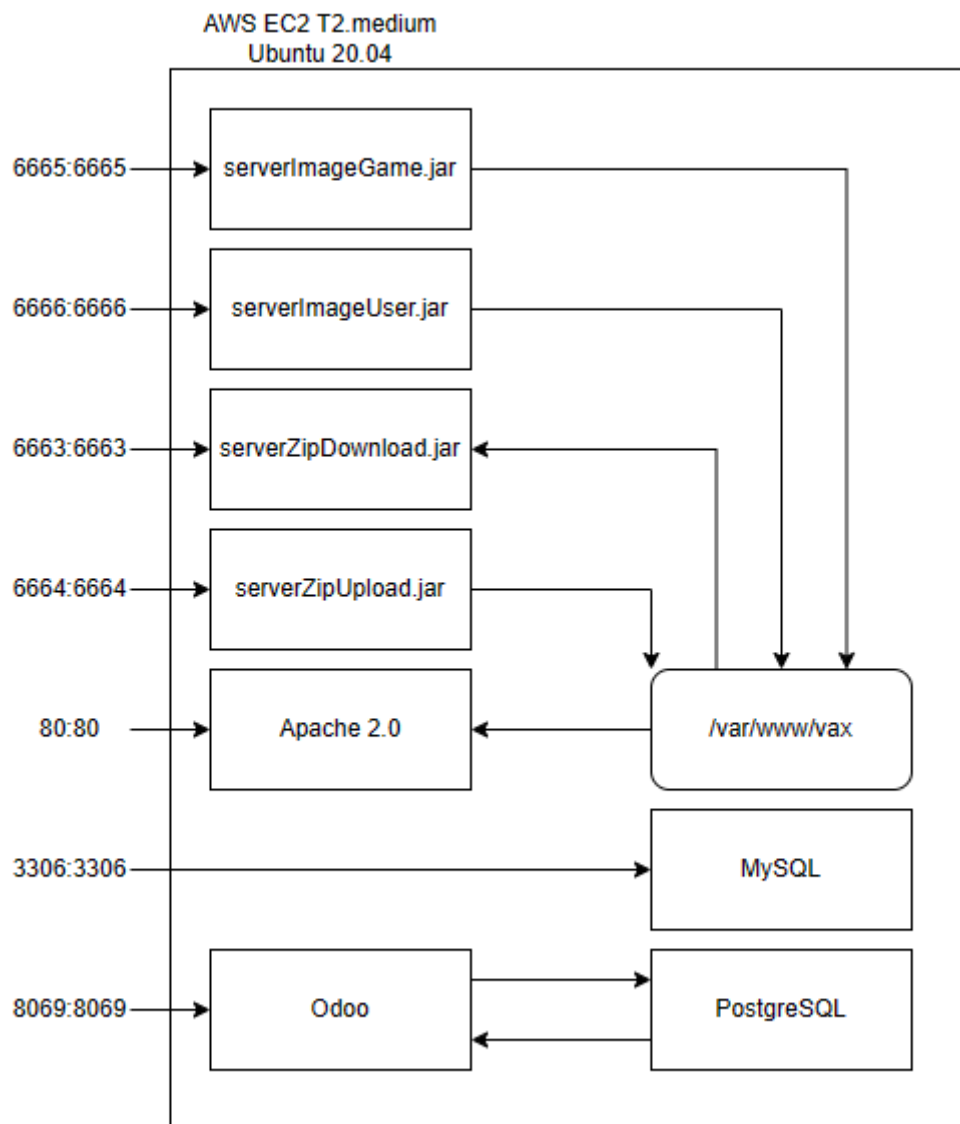 AWS EC2 T2.medium
Ubuntu 20.04
6665:6665
serverImageGame.jar
6666:6666
serverImageUser.jar
6663:6663
serverZipDownload.jar
6664:6664
serverZipUpload.jar
80:80
Apache 2.0
/var/www/vax
3306:3306
MySQL
8069:8069
Odoo
PostgreSQL